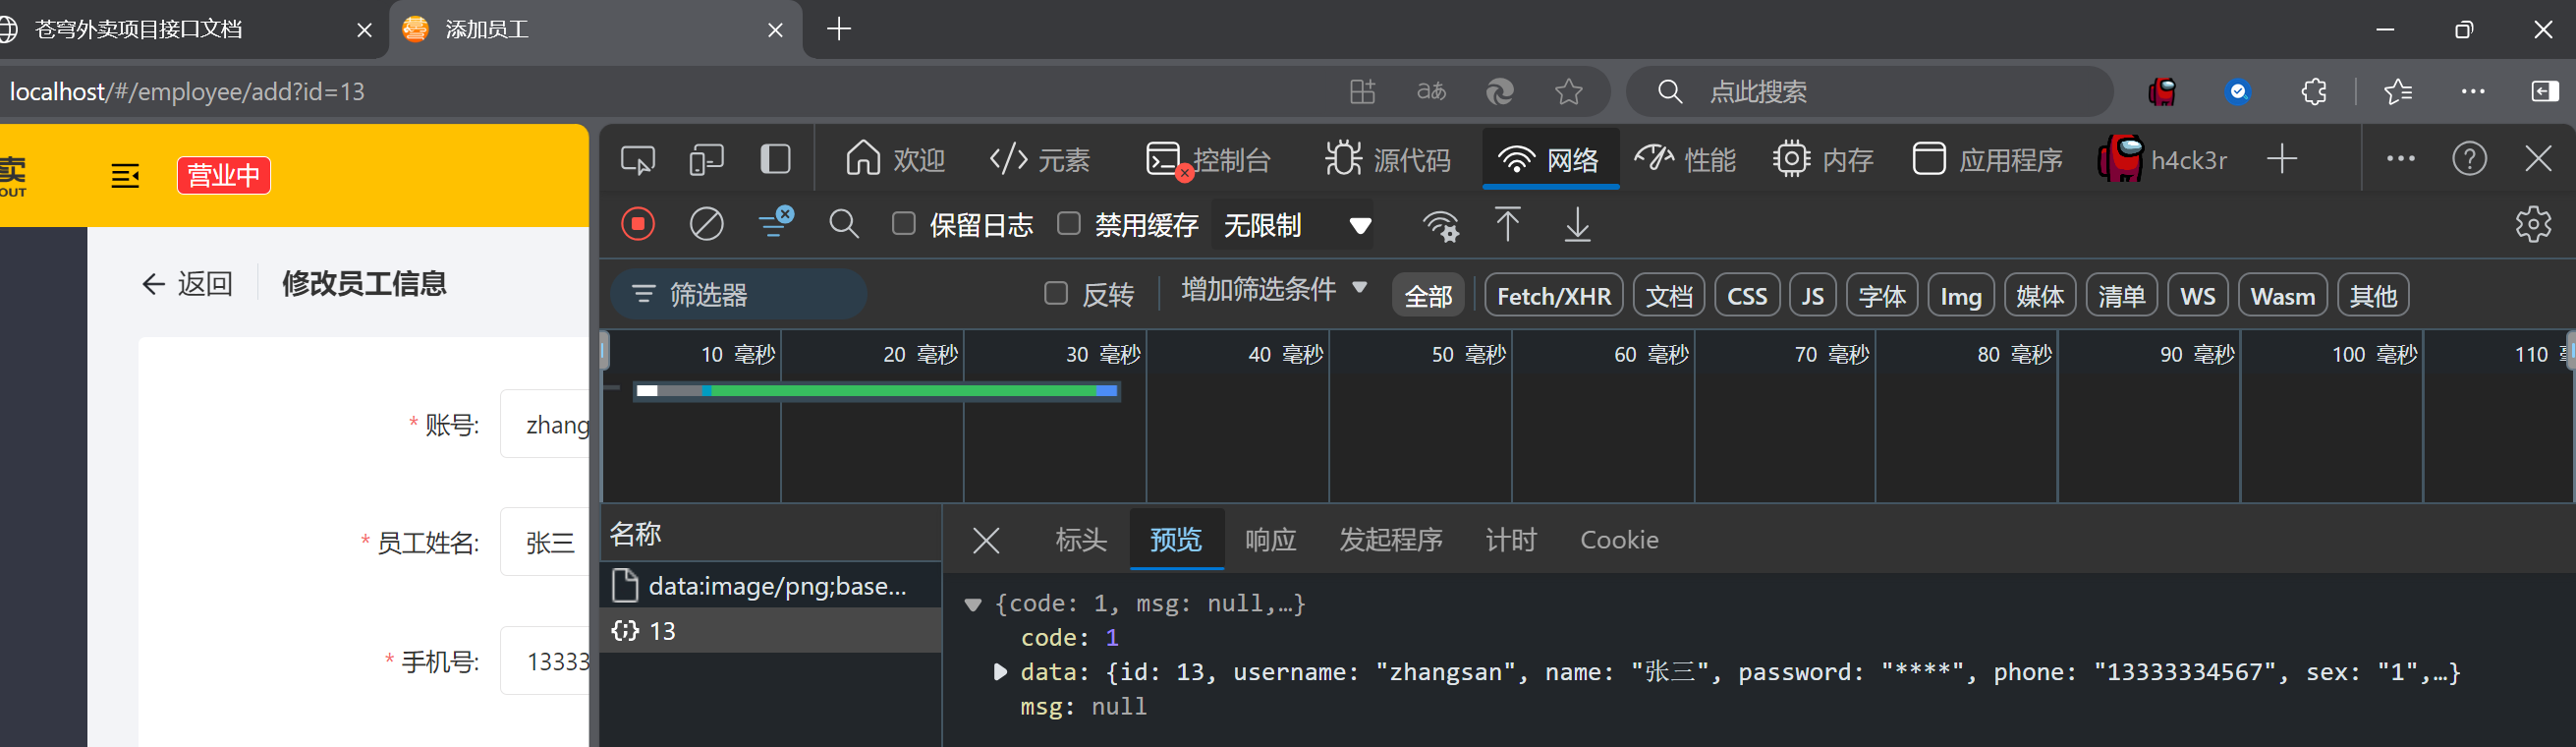 苍穹外卖项目接口文档
添加员工
localhost/#/employee/add?id=13
aあ
点此搜索
卖
OUT
营业中
欢迎
元素
控制台
源代码
网络
性能
内存
应用程序
h4ck3r
保留日志
禁用缓存
无限制
返回
修改员工信息
筛选器
反转
增加筛选条件
全部
Fetch/XHR
文档
CSS
JS
字体
Img
媒体
清单
WS
Wasm
其他
10 毫秒
20 毫秒
30 毫秒
40 毫秒
50 毫秒
60 毫秒
70 毫秒
80 毫秒
90 毫秒
100 毫秒
110
* 账号:
zhang
* 员工姓名:
张三
* 手机号:
13333
名称
data:image/png;base...
{;} 13
标头
预览
响应
发起程序
计时
Cookie
{code: 1, msg: null,…}
code: 1
data: {id: 13, username: "zhangsan", name: "张三", password: "****", phone: "13333334567", sex: "1",…}
msg: null